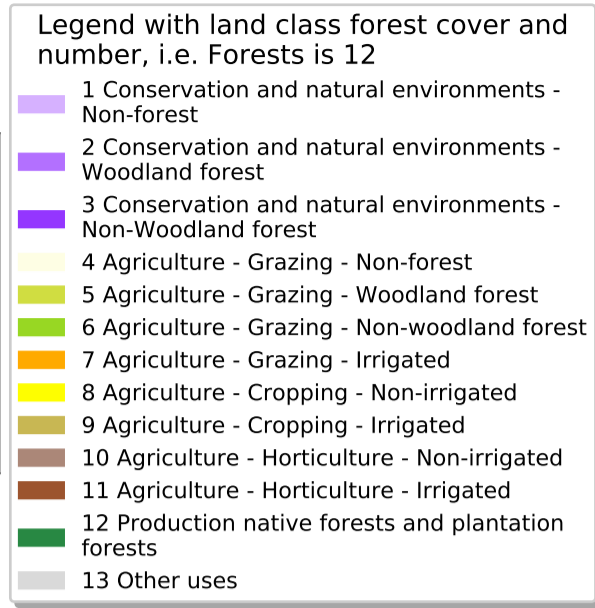 Legend with land class forest cover and
number, i.e. Forests is 12
1 Conservation and natural environments -
Non-forest
2 Conservation and natural environments -
Woodland forest
3 Conservation and natural environments -
Non-Woodland forest
4 Agriculture - Grazing - Non-forest
5 Agriculture - Grazing - Woodland forest
6 Agriculture - Grazing - Non-woodland forest
7 Agriculture - Grazing - Irrigated
8 Agriculture - Cropping - Non-irrigated
9 Agriculture - Cropping - Irrigated
10 Agriculture - Horticulture - Non-irrigated
11 Agriculture - Horticulture - Irrigated
12 Production native forests and plantation
forests
13 Other uses